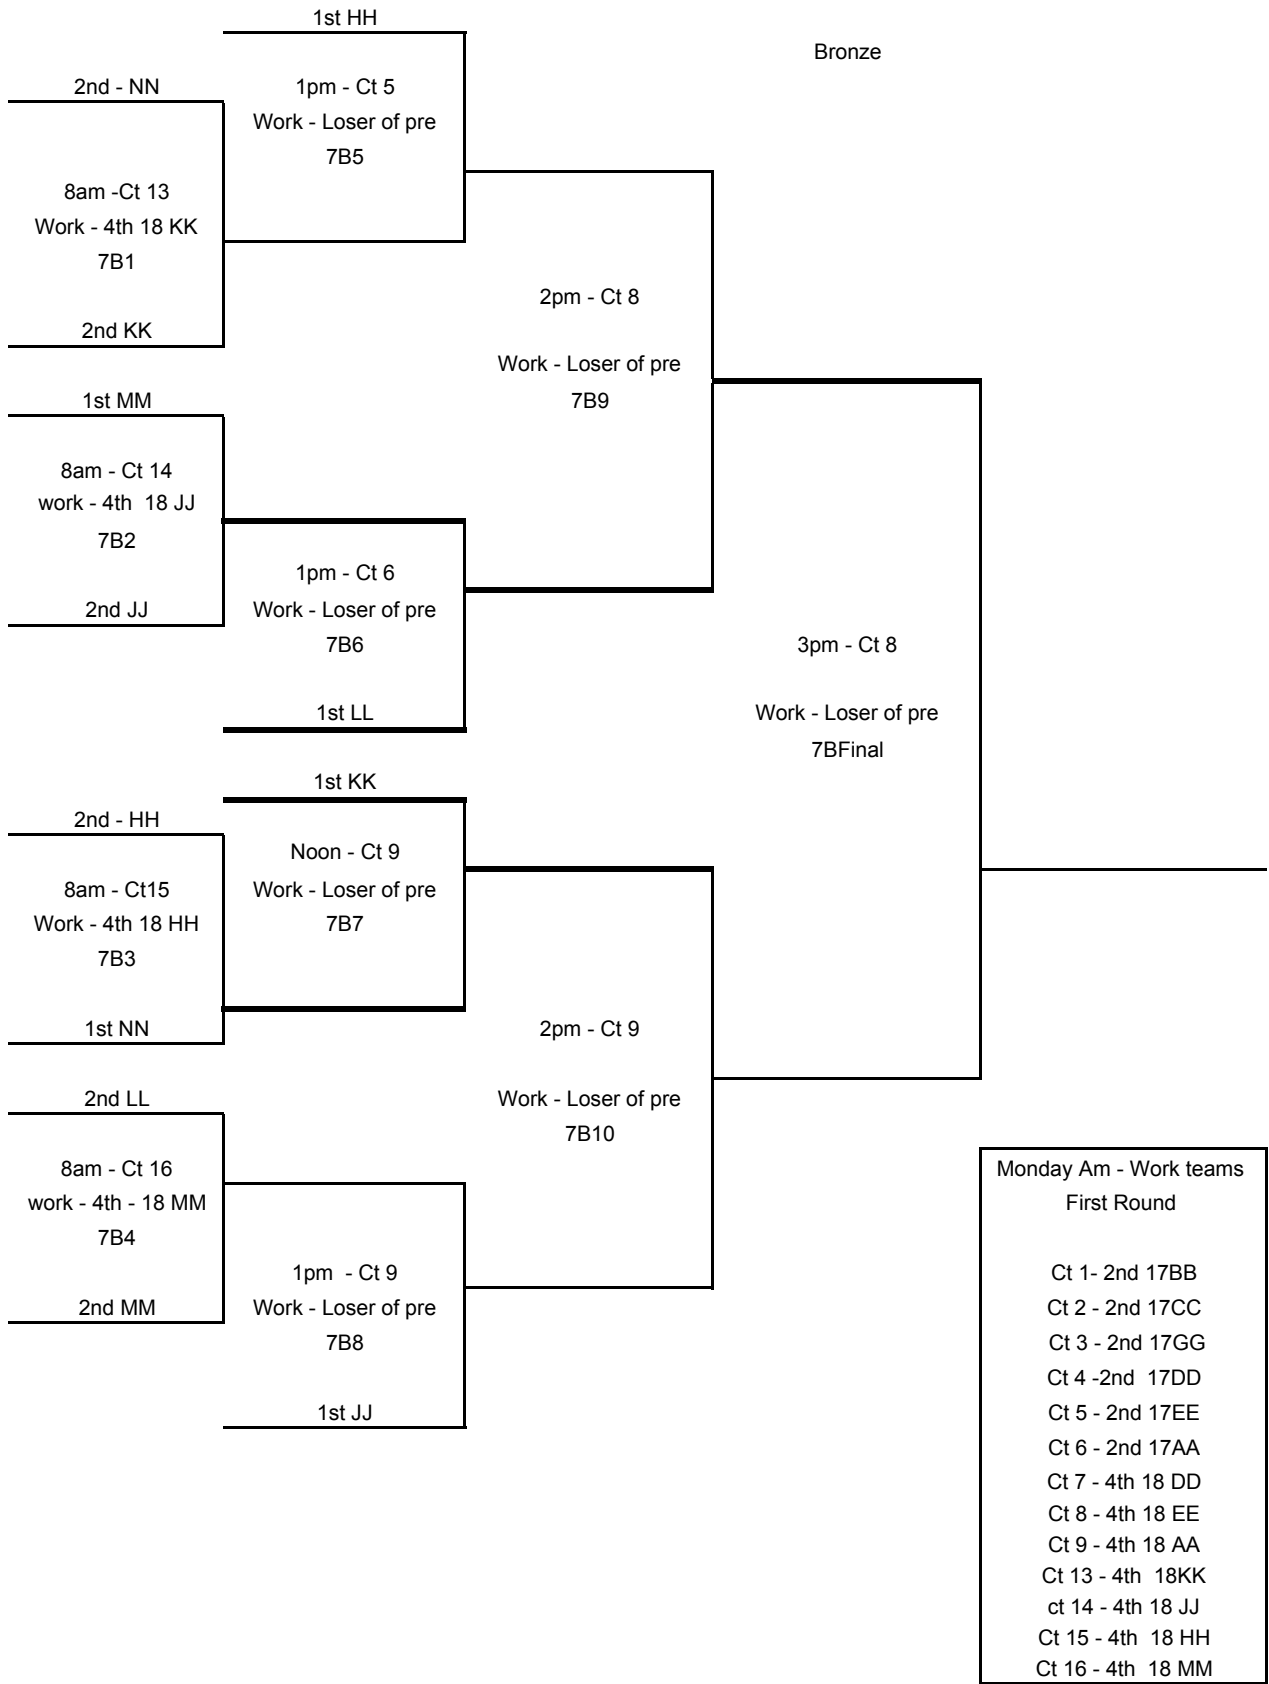 1st HH
Bronze
2nd - NN
1pm - Ct 5
Work - Loser of pre
7B5
8am -Ct 13
Work - 4th 18 KK
7B1
2pm - Ct 8
2nd KK
Work - Loser of pre
7B9
1st MM
8am - Ct 14
work - 4th  18 JJ
7B2
1pm - Ct 6
2nd JJ
Work - Loser of pre
7B6
3pm - Ct 8
1st LL
Work - Loser of pre
7BFinal
1st KK
2nd - HH
Noon - Ct 9
8am - Ct15
Work - Loser of pre
Work - 4th 18 HH
7B7
7B3
1st NN
2pm - Ct 9
2nd LL
Work - Loser of pre
7B10
8am - Ct 16
work - 4th - 18 MM
7B4
1pm  - Ct 9
2nd MM
Work - Loser of pre
7B8
1st JJ
Monday Am - Work teams
First Round
Ct 1- 2nd 17BB
Ct 2 - 2nd 17CC
Ct 3 - 2nd 17GG
Ct 4 -2nd  17DD
Ct 5 - 2nd 17EE
Ct 6 - 2nd 17AA
Ct 7 - 4th 18 DD
Ct 8 - 4th 18 EE
Ct 9 - 4th 18 AA
Ct 13 - 4th  18KK
ct 14 - 4th 18 JJ
Ct 15 - 4th  18 HH
Ct 16 - 4th  18 MM